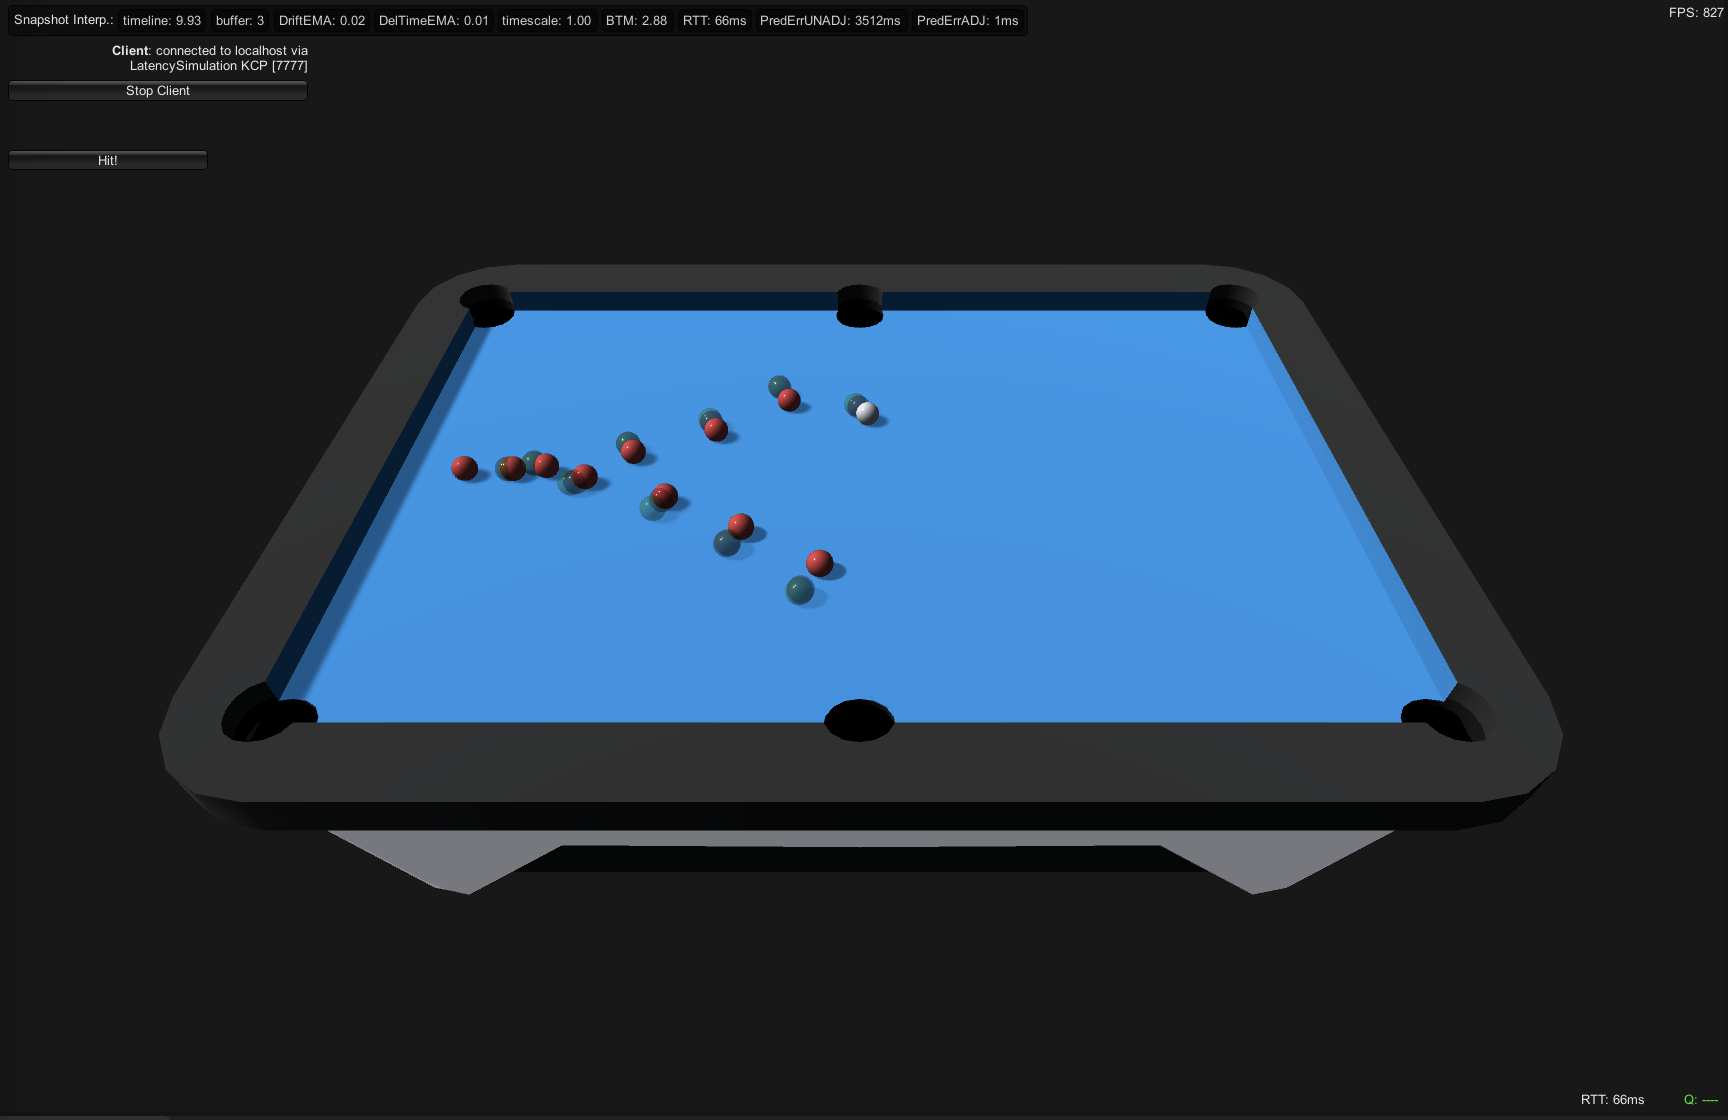 Snapshot Interp.: timeline: 9.93 buffer: 3 DriftEMA: 0.02 DelTimeEMA: 0.01 timescale: 1.00 BTM: 2.88 RTT: 66ms PredErrUNADJ: 3512ms PredErrADJ: 1ms
FPS: 827
Client: connected to localhost via
LatencySimulation KCP [7777]
Stop Client
Hit!
RTT: 66ms Q: ----